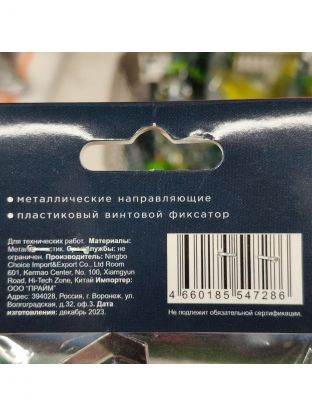 • металлические направляющие
• пластиковый винтовой фиксатор
Для технических работ. Материалы:
Металл, пластик. Срок службы: не
ограничен. Производитель: Ningbo
Choice Import&Export Co., Ltd Room
601, Kermao Center, No. 100, Xiamgyun
Road, Hi-Tech Zone, Китай Импортер:
ООО "ПРАЙМ"
Адрес: 394028, Россия, г Воронеж, ул.
Волгоградская, д.32, оф.3. Дата
изготовления: декабрь 2023.
4 660185 547286
Не подлежит обязательной сертификации.